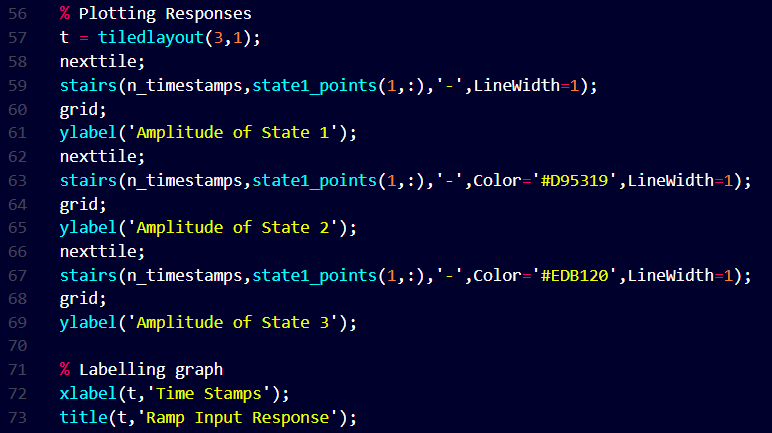 56 % Plotting Responses
57 t = tiledlayout(3,1);
58 nexttile;
59 stairs(n_timestamps,state1_points(1,:),'-',LineWidth=1);
60 grid;
61 ylabel('Amplitude of State 1');
62 nexttile;
63 stairs(n_timestamps,state1_points(1,:),'-',Color='#D95319',LineWidth=1);
64 grid;
65 ylabel('Amplitude of State 2');
66 nexttile;
67 stairs(n_timestamps,state1_points(1,:),'-',Color='#EDB120',LineWidth=1);
68 grid;
69 ylabel('Amplitude of State 3');
70
71 % Labelling graph
72 xlabel(t,'Time Stamps');
73 title(t,'Ramp Input Response');